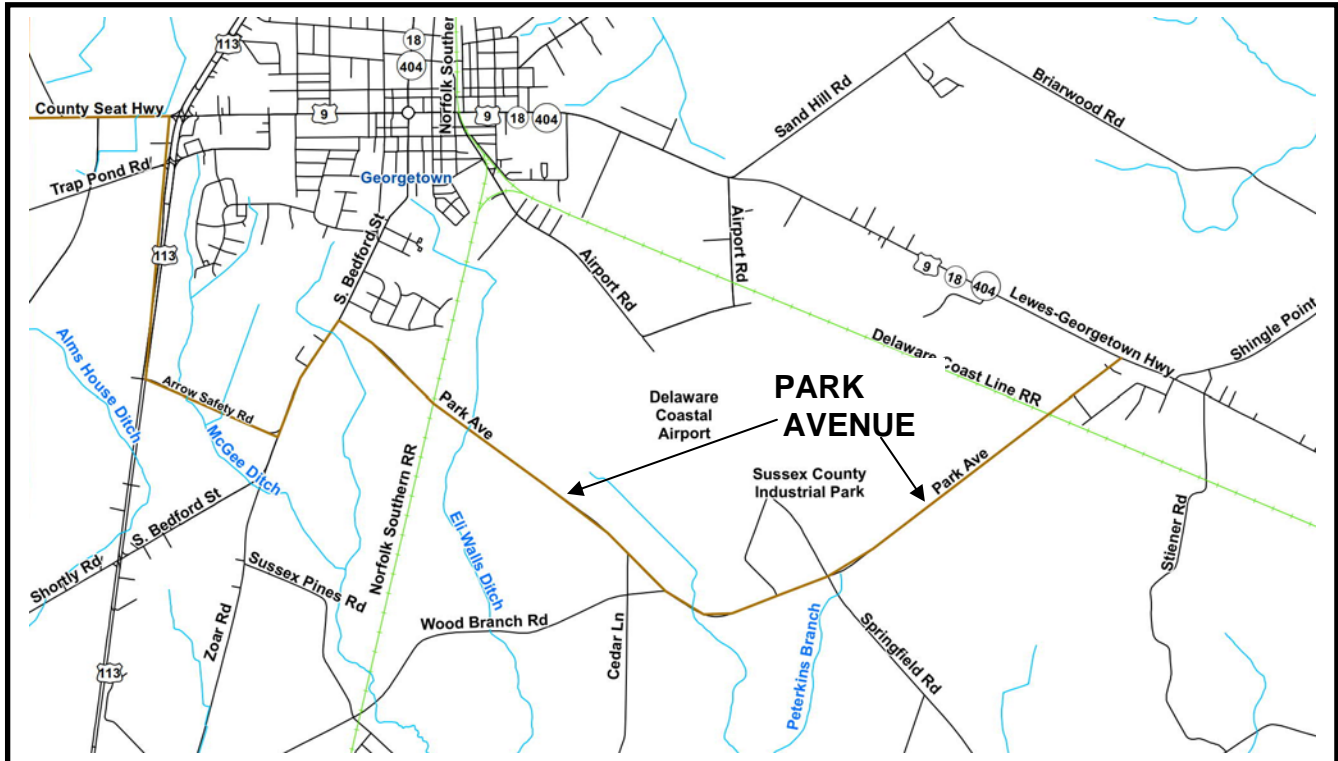 113
18
404
Norfolk Souther
County Seat Hwy
9
9
18
404
Sand Hill Rd
Briarwood Rd
Trap Pond Rd
Georgetown
113
S. Bedford St
Airport Rd
Airport Rd
9
18
404
Lewes-Georgetown Hwy
Shingle Point
Alms House Ditch
Arrow Safety Rd
McGee Ditch
Park Ave
Delaware
Coastal
Airport
PARK
AVENUE
Delaware Coast Line RR
Sussex County
Industrial Park
Park Ave
S. Bedford St
Shortly Rd
Norfolk Southern RR
Eli Walls Ditch
Stiener Rd
Sussex Pines Rd
Zoar Rd
Wood Branch Rd
Cedar Ln
Peterkins Branch
Springfield Rd
113